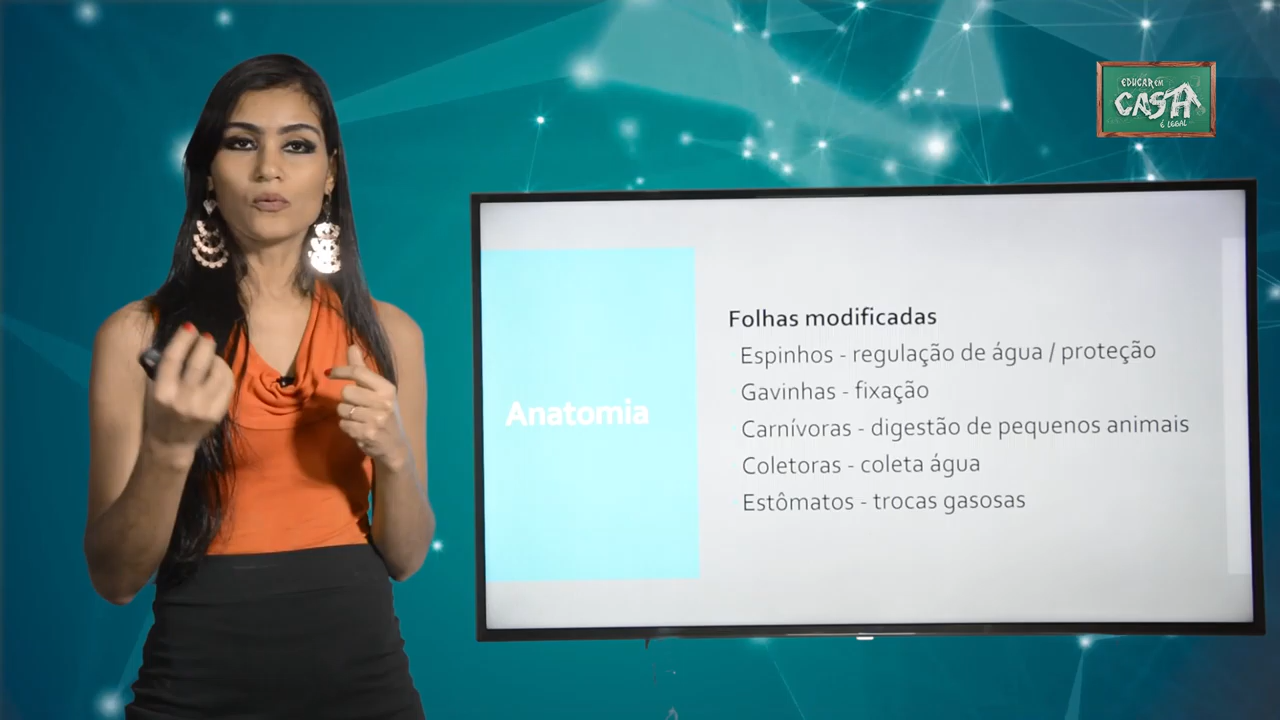 EDUCAR EM
CASA
É LEGAL
Folhas modificadas
Espinhos - regulação de água / proteção
Gavinhas - fixação
Anatomia
Carnívoras - digestão de pequenos animais
Coletoras - coleta água
Estômatos - trocas gasosas